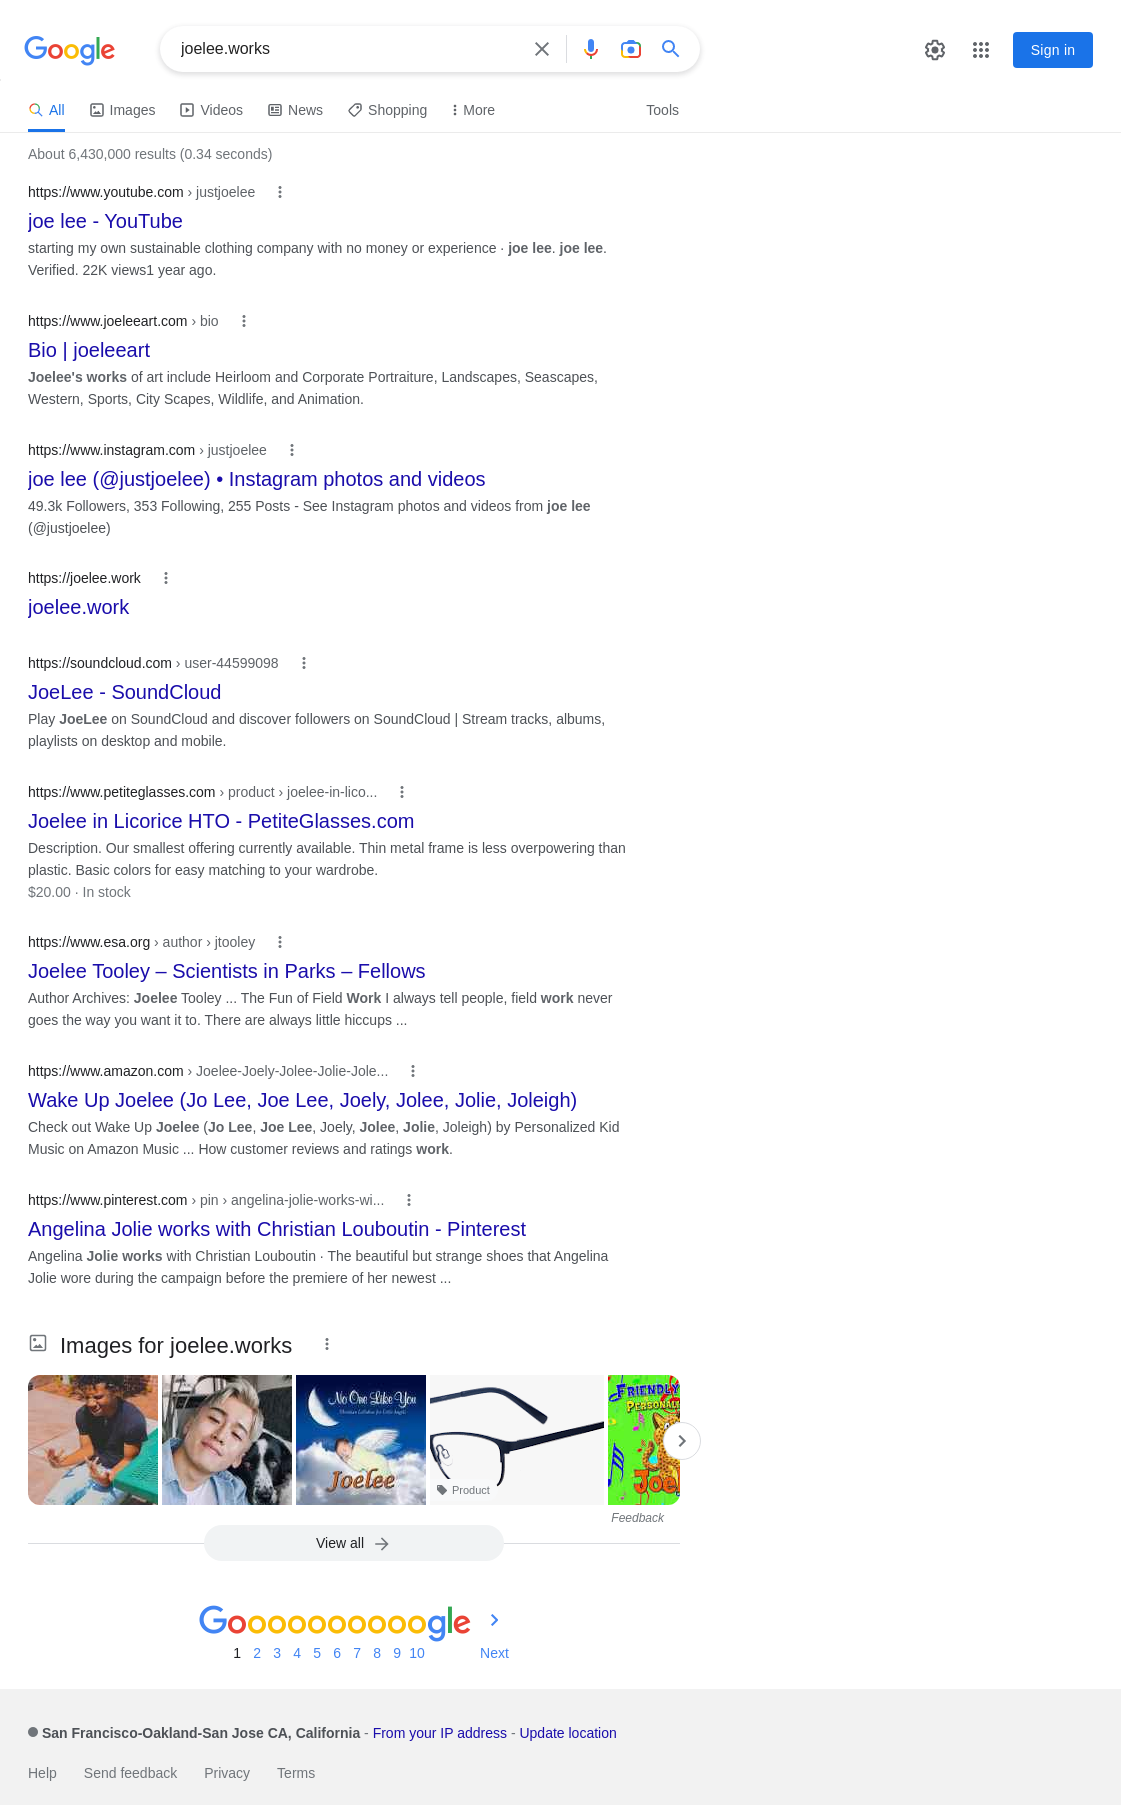 Google
joelee.works
Sign in
All Images Videos News Shopping More Tools
About 6,430,000 results (0.34 seconds)
https://www.youtube.com › justjoelee
joe lee - YouTube
starting my own sustainable clothing company with no money or experience · joe lee. joe lee.
Verified. 22K views1 year ago.
https://www.joeleeart.com › bio
Bio | joeleeart
Joelee's works of art include Heirloom and Corporate Portraiture, Landscapes, Seascapes,
Western, Sports, City Scapes, Wildlife, and Animation.
https://www.instagram.com › justjoelee
joe lee (@justjoelee) • Instagram photos and videos
49.3k Followers, 353 Following, 255 Posts - See Instagram photos and videos from joe lee
(@justjoelee)
https://joelee.work
joelee.work
https://soundcloud.com › user-44599098
JoeLee - SoundCloud
Play JoeLee on SoundCloud and discover followers on SoundCloud | Stream tracks, albums,
playlists on desktop and mobile.
https://www.petiteglasses.com › product › joelee-in-lico...
Joelee in Licorice HTO - PetiteGlasses.com
Description. Our smallest offering currently available. Thin metal frame is less overpowering than
plastic. Basic colors for easy matching to your wardrobe.
$20.00 · In stock
https://www.esa.org › author › jtooley
Joelee Tooley – Scientists in Parks – Fellows
Author Archives: Joelee Tooley ... The Fun of Field Work I always tell people, field work never
goes the way you want it to. There are always little hiccups ...
https://www.amazon.com › Joelee-Joely-Jolee-Jolie-Jole...
Wake Up Joelee (Jo Lee, Joe Lee, Joely, Jolee, Jolie, Joleigh)
Check out Wake Up Joelee (Jo Lee, Joe Lee, Joely, Jolee, Jolie, Joleigh) by Personalized Kid
Music on Amazon Music ... How customer reviews and ratings work.
https://www.pinterest.com › pin › angelina-jolie-works-wi...
Angelina Jolie works with Christian Louboutin - Pinterest
Angelina Jolie works with Christian Louboutin · The beautiful but strange shoes that Angelina
Jolie wore during the campaign before the premiere of her newest ...
Images for joelee.works
No One Like You
Christian Lullabies for Little Angels
Joelee
Product
FRIENDLY
PERSONAL
Joe
Feedback
View all
Goooooooooogle
1 2 3 4 5 6 7 8 9 10 Next
San Francisco-Oakland-San Jose CA, California - From your IP address - Update location
Help Send feedback Privacy Terms